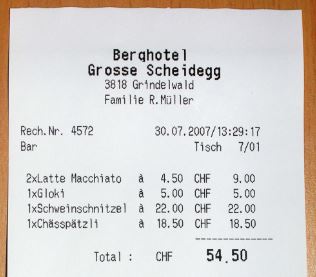 Berghotel
Grosse Scheidegg
3818 Grindelwald
Familie R.Müller
Rech.Nr. 4572 30.07.2007/13:29:17
Bar Tisch 7/01
2xLatte Macchiato à 4.50 CHF 9.00
1xGloki à 5.00 CHF 5.00
1xSchweinschnitzel à 22.00 CHF 22.00
1xChässpätzli à 18.50 CHF 18.50
Total : CHF 54.50